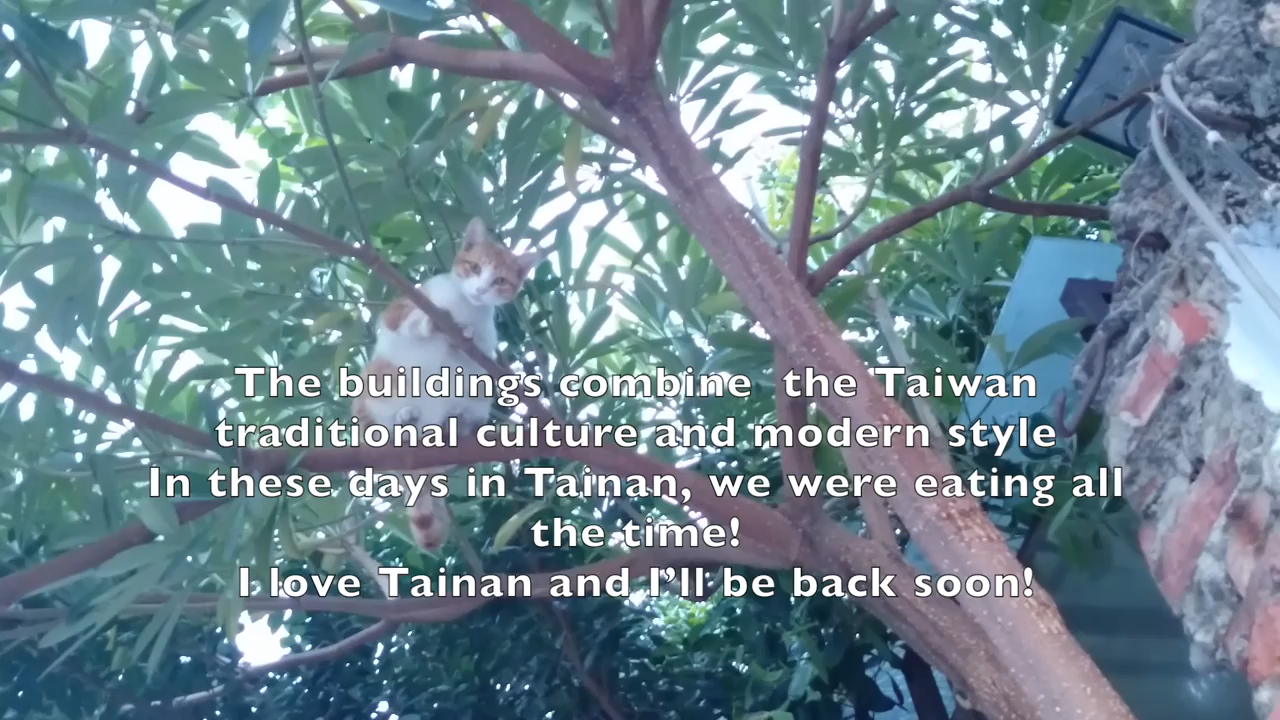 The buildings combine  the Taiwan
traditional culture and modern style
In these days in Tainan, we were eating all
the time!
I love Tainan and I’ll be back soon!